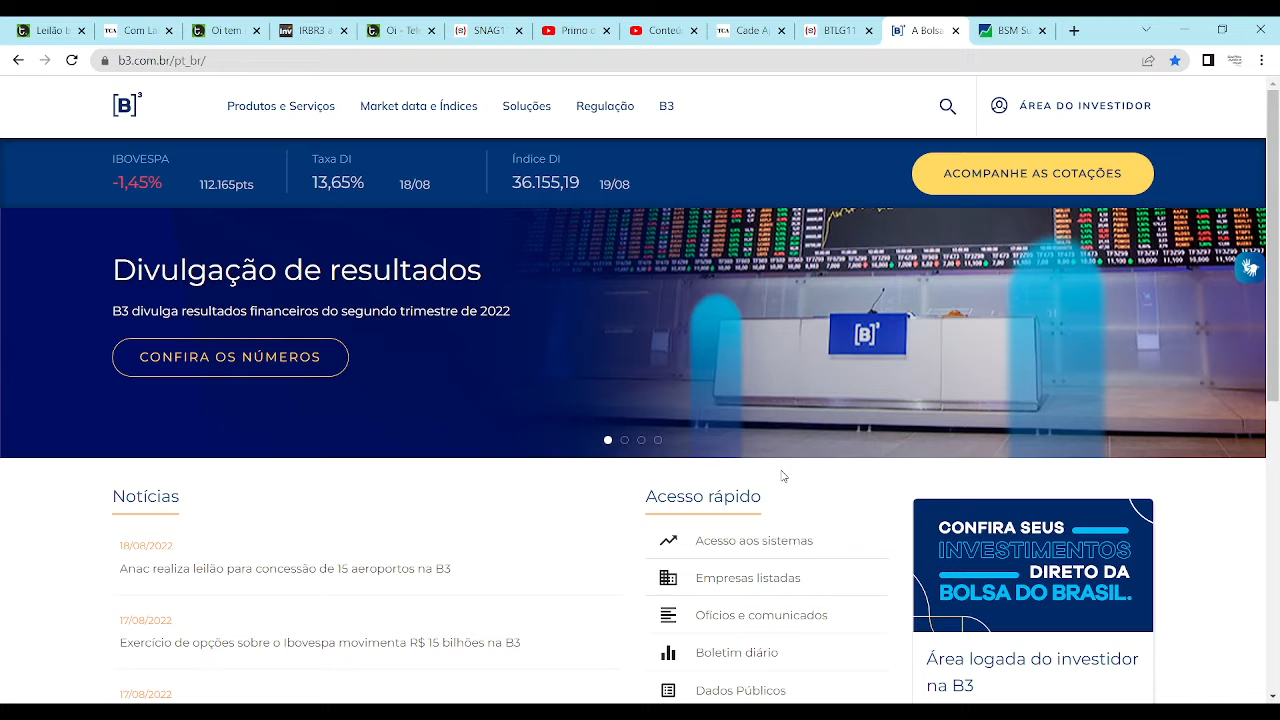 Leilão b
Com La
Oi tem
IRBR3 a
Oi - Tele
SNAG1
Primo d
Conteú
Cade Ap
BTLG11
A Bolsa
BSM Su
b3.com.br/pt_br/
[B]³
Produtos e Serviços
Market data e Índices
Soluções
Regulação
B3
ÁREA DO INVESTIDOR
IBOVESPA
-1,45% 112.165pts
Taxa DI
13,65% 18/08
Índice DI
36.155,19 19/08
ACOMPANHE AS COTAÇÕES
Divulgação de resultados
B3 divulga resultados financeiros do segundo trimestre de 2022
CONFIRA OS NÚMEROS
[B]³
Notícias
18/08/2022
Anac realiza leilão para concessão de 15 aeroportos na B3
17/08/2022
Exercício de opções sobre o Ibovespa movimenta R$ 15 bilhões na B3
17/08/2022
Acesso rápido
Acesso aos sistemas
Empresas listadas
Ofícios e comunicados
Boletim diário
Dados Públicos
CONFIRA SEUS
INVESTIMENTOS
DIRETO DA
BOLSA DO BRASIL.
Área logada do investidor
na B3